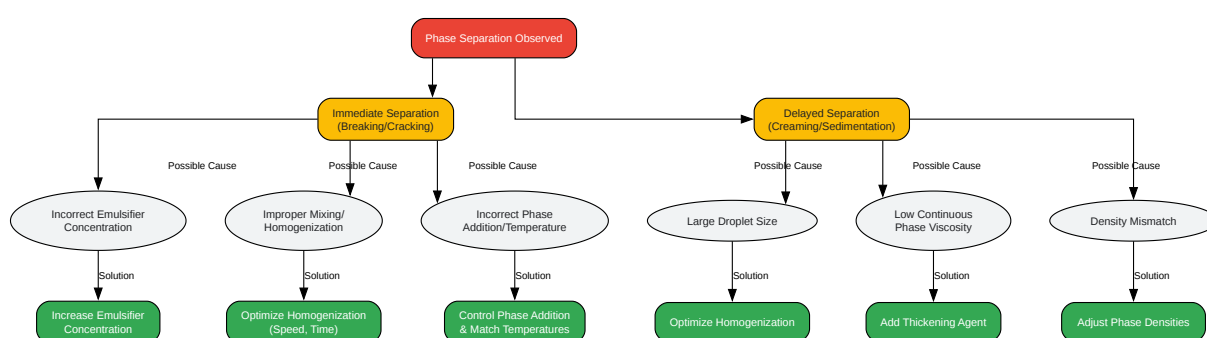 Phase Separation Observed
Immediate Separation
(Breaking/Cracking)
Delayed Separation
(Creaming/Sedimentation)
Possible Cause
Possible Cause
Possible Cause
Possible Cause
Possible Cause
Possible Cause
Incorrect Emulsifier
Concentration
Improper Mixing/
Homogenization
Incorrect Phase
Addition/Temperature
Large Droplet Size
Low Continuous
Phase Viscosity
Density Mismatch
Solution
Solution
Solution
Solution
Solution
Solution
Increase Emulsifier
Concentration
Optimize Homogenization
(Speed, Time)
Control Phase Addition
& Match Temperatures
Optimize Homogenization
Add Thickening Agent
Adjust Phase Densities